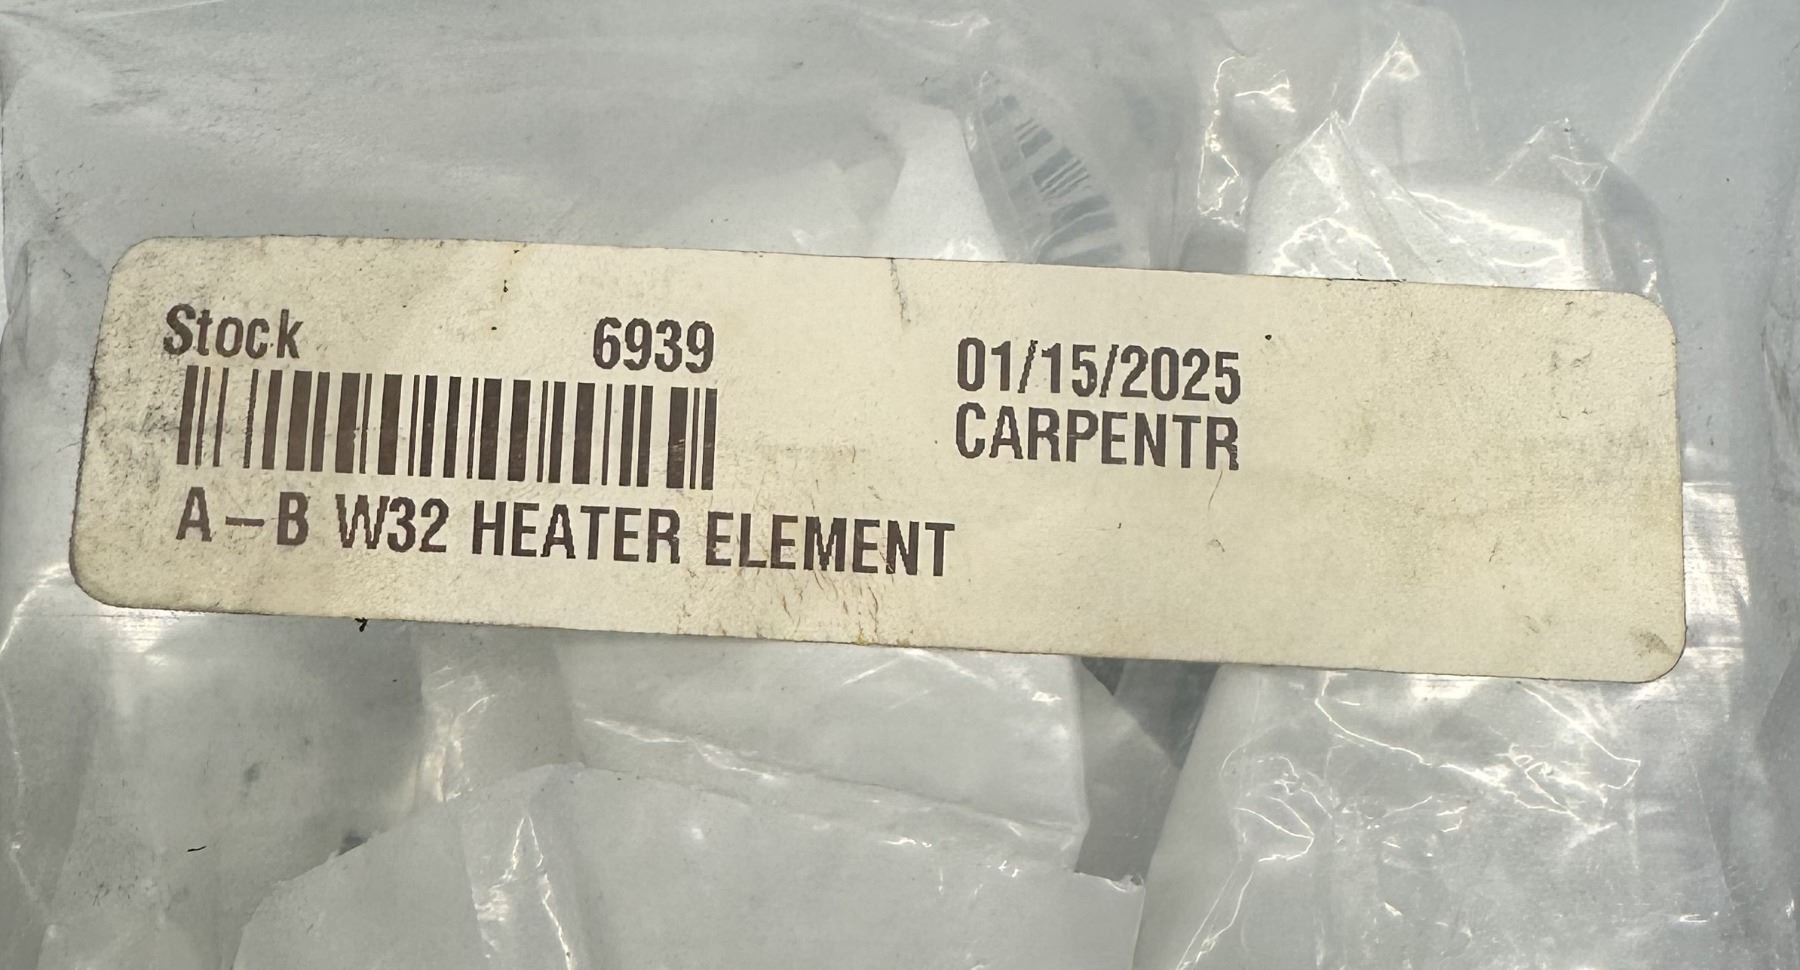 Stock 6939
01/15/2025
CARPENTR
A-B W32 HEATER ELEMENT